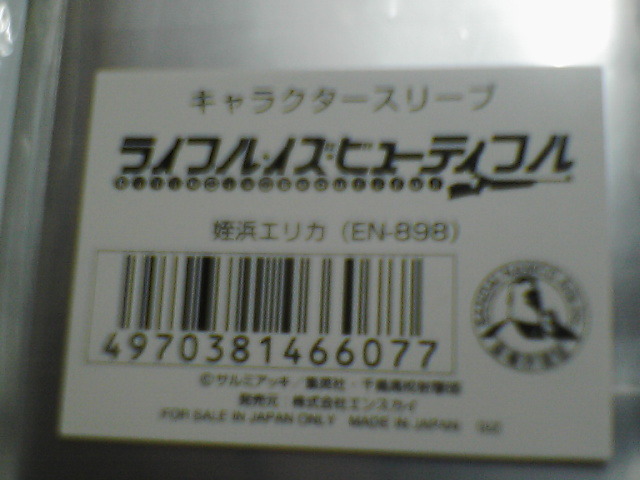 キャラクタースリーブ
ライフル・イズ・ビューティフル
姪浜エリカ（EN-898）
4970381466077
©サルミアッキ／集英社・千鳥高校射撃部
発売元：株式会社エンスカイ
FOR SALE IN JAPAN ONLY MADE IN JAPAN